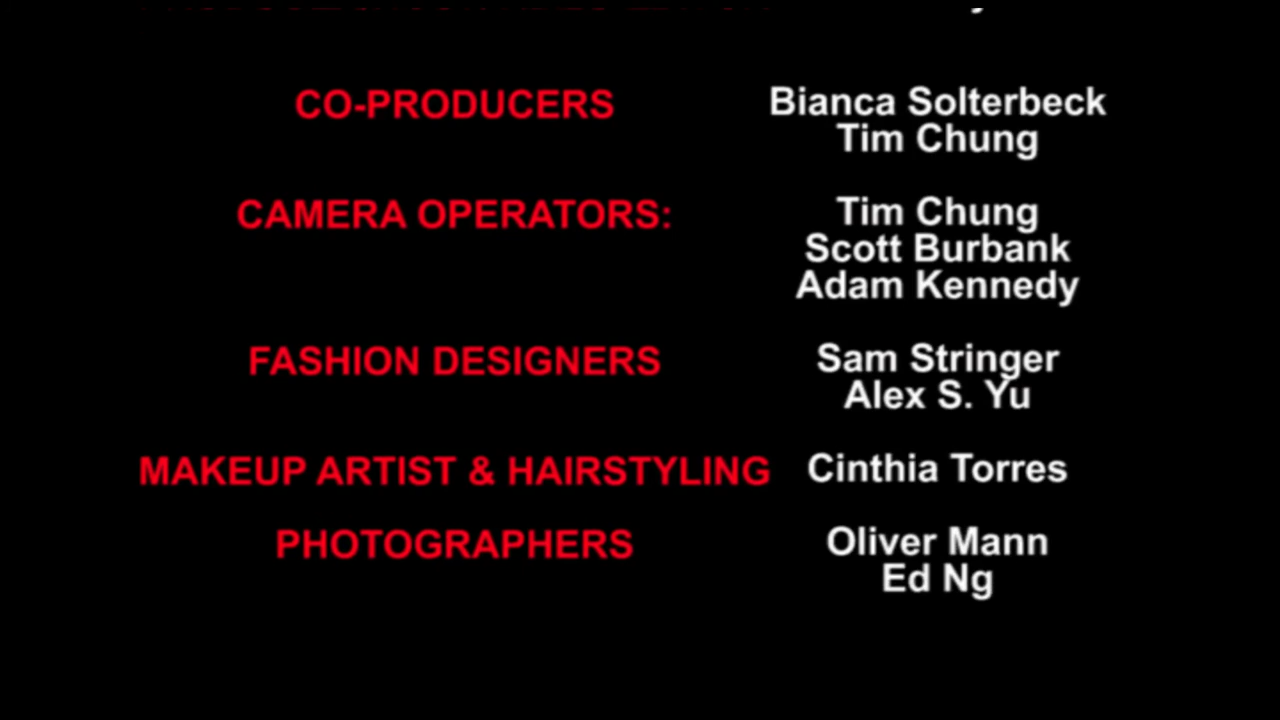 CO-PRODUCERS Bianca Solterbeck
Tim Chung
CAMERA OPERATORS: Tim Chung
Scott Burbank
Adam Kennedy
FASHION DESIGNERS Sam Stringer
Alex S. Yu
MAKEUP ARTIST & HAIRSTYLING Cinthia Torres
PHOTOGRAPHERS Oliver Mann
Ed Ng